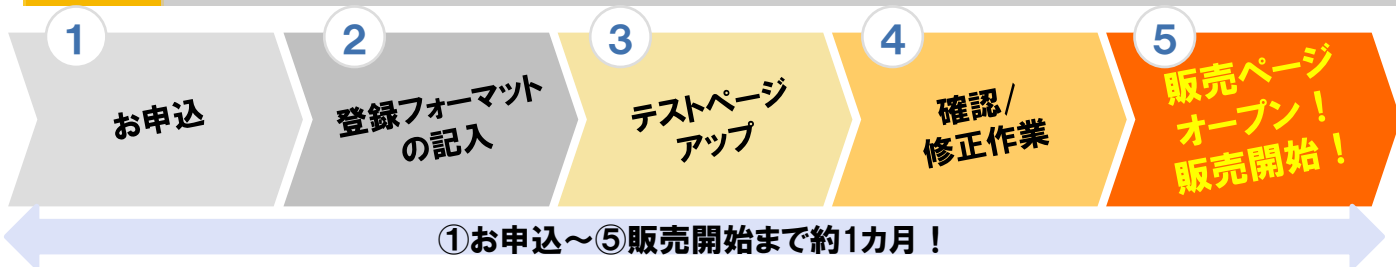 1
お申込
2
登録フォーマット
の記入
3
テストページ
アップ
4
確認/
修正作業
5
販売ページ
オープン！
販売開始！
①お申込～⑤販売開始まで約1カ月！